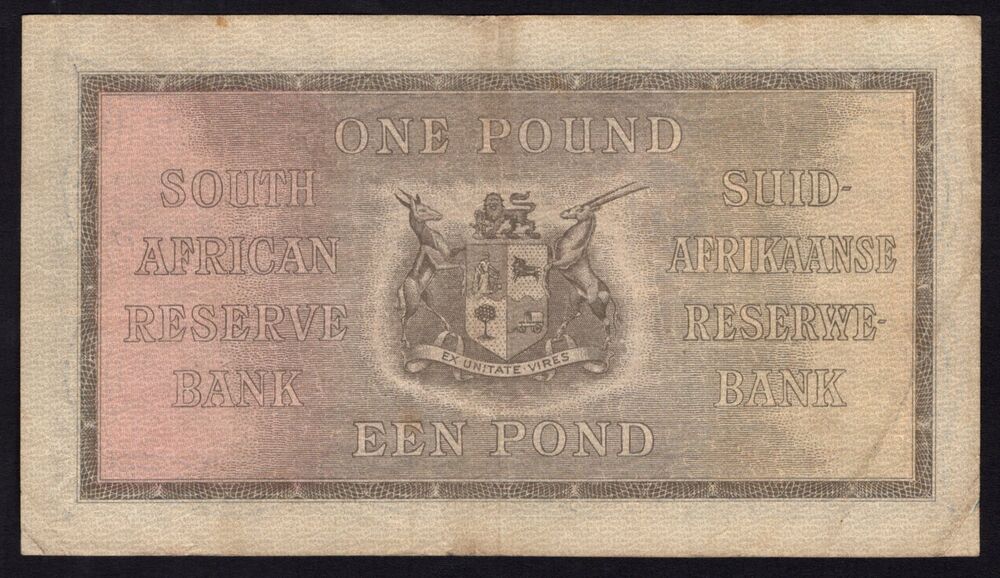 ONE POUND
SOUTH
AFRICAN
RESERVE
BANK
SUID-
AFRIKAANSE
RESERWE-
BANK
EX UNITATE · VIRES
EEN POND